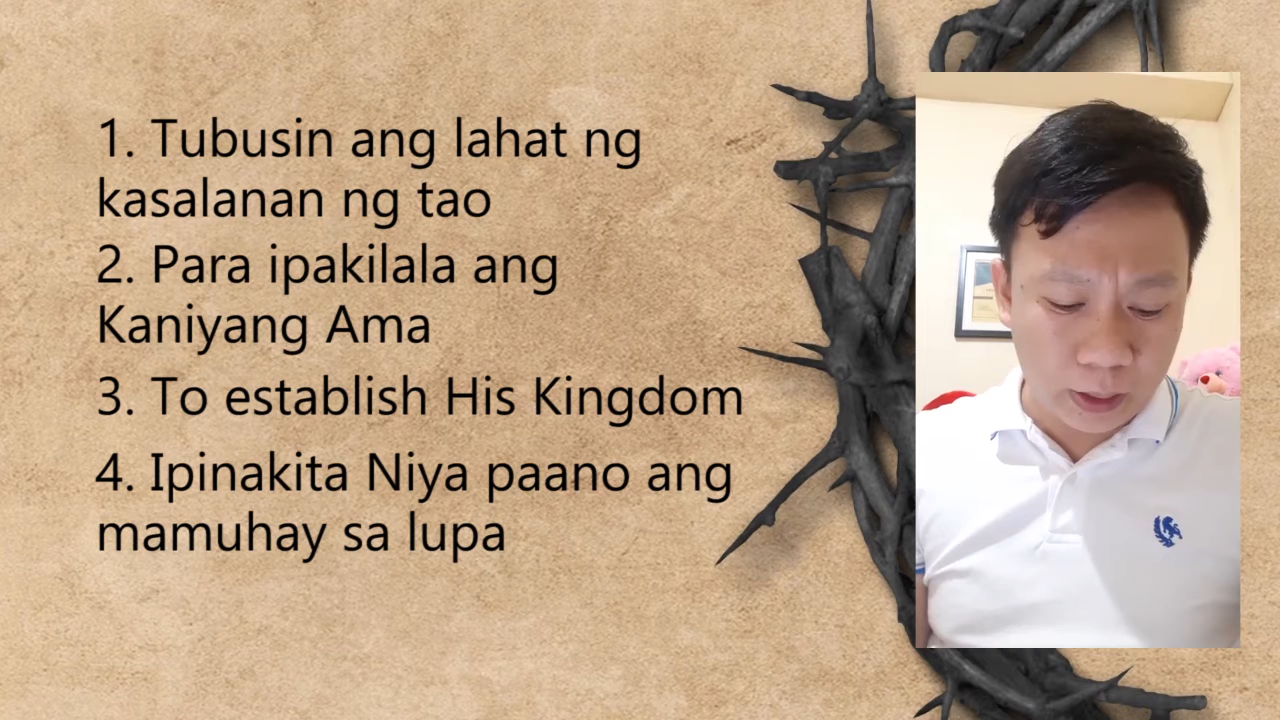 1. Tubusin ang lahat ng
kasalanan ng tao
2. Para ipakilala ang
Kaniyang Ama
3. To establish His Kingdom
4. Ipinakita Niya paano ang
mamuhay sa lupa